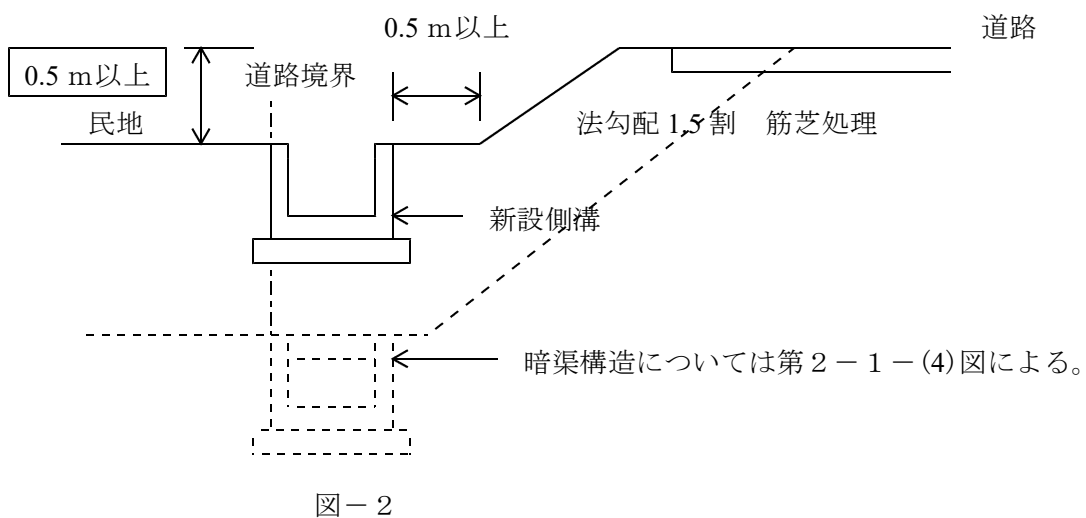 0.5 m以上
道路
0.5 m以上
道路境界
民地
法勾配 1.5 割　筋芝処理
新設側溝
暗渠構造については第２－１－(4)図による。
図－２